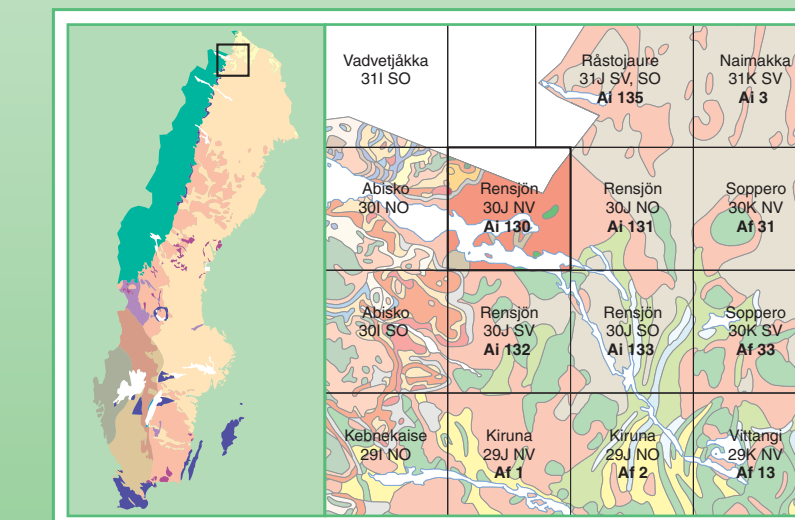 Vadvetjåkka
31I SO
Råstojaure
31J SV, SO
Ai 135
Naimakka
31K SV
Ai 3
Abisko
30I NO
Rensjön
30J NV
Ai 130
Rensjön
30J NO
Ai 131
Soppero
30K NV
Af 31
Abisko
30I SO
Rensjön
30J SV
Ai 132
Rensjön
30J SO
Ai 133
Soppero
30K SV
Af 33
Kebnekaise
29I NO
Kiruna
29J NV
Af 1
Kiruna
29J NO
Af 2
Vittangi
29K NV
Af 13